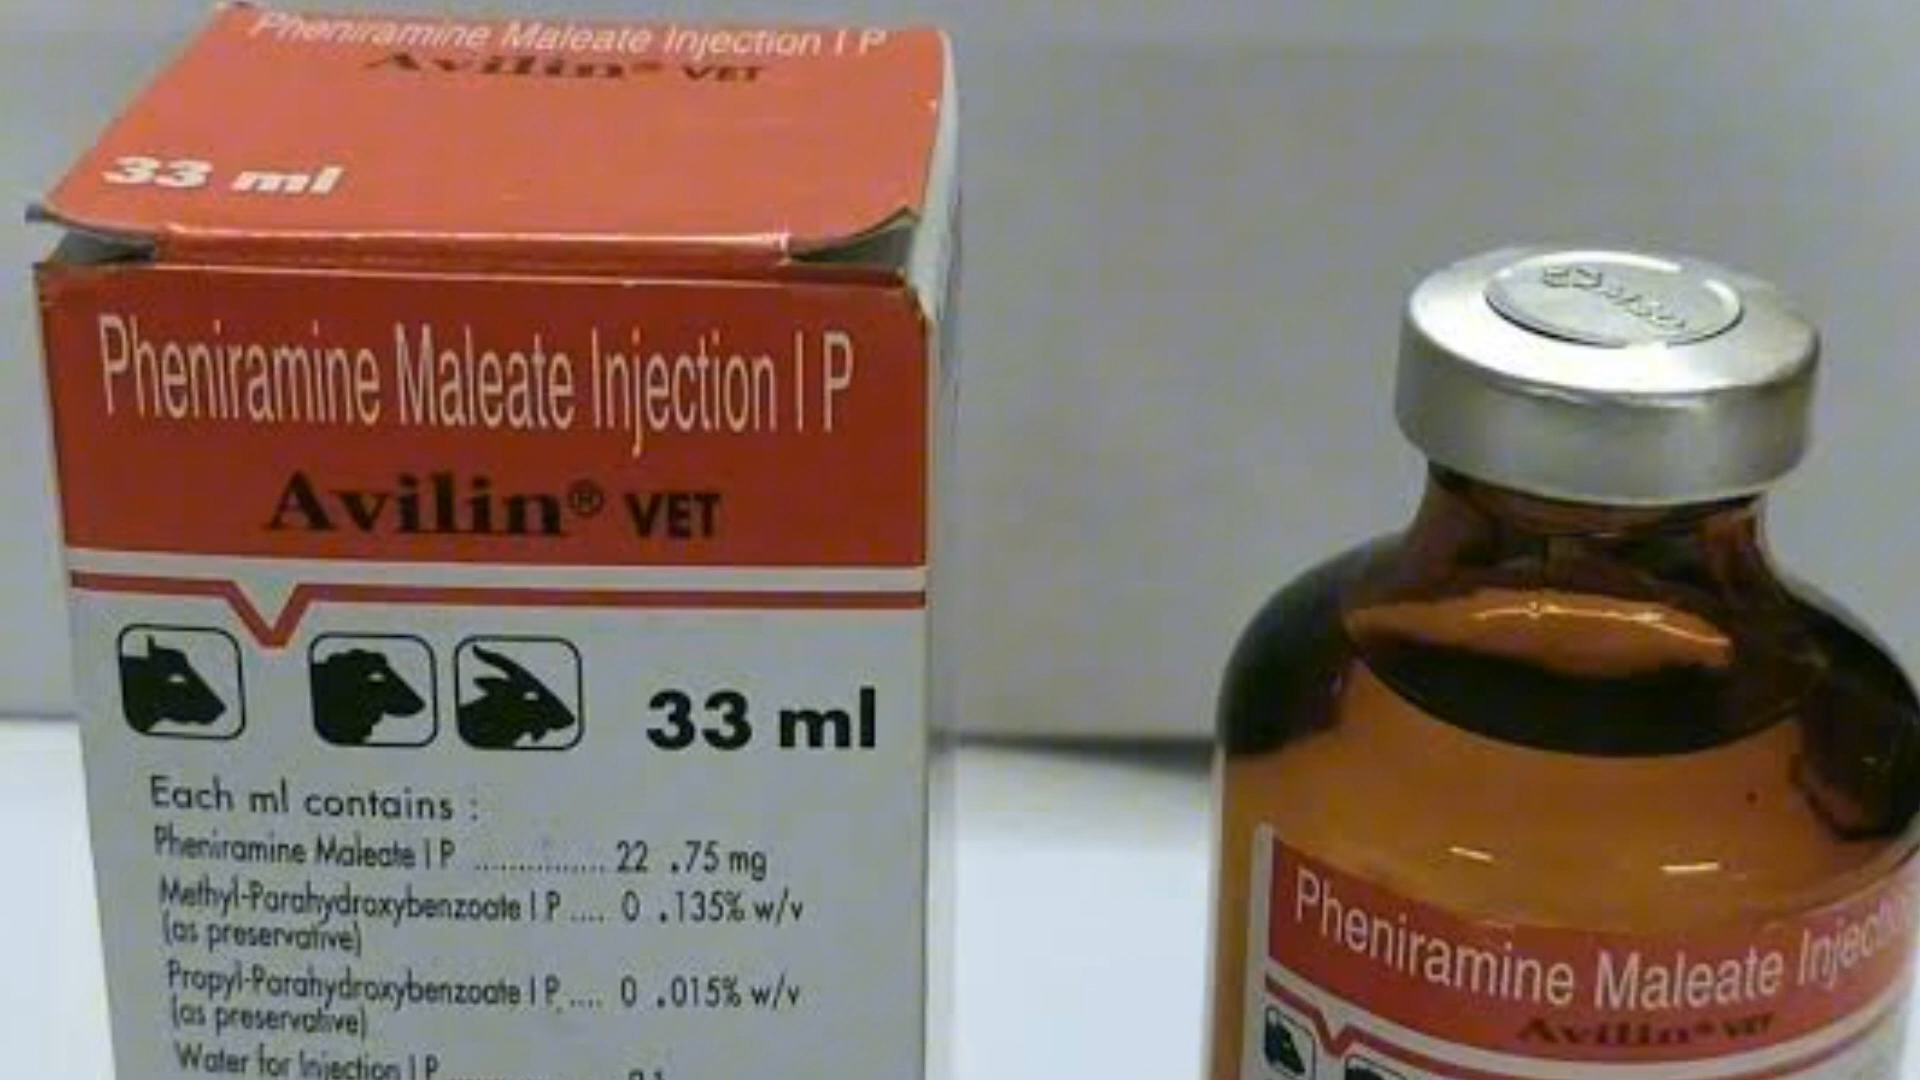 Pheniramine Maleate Injection I P
Avilin® VET
33 ml
Pheniramine Maleate Injection I P
Avilin® VET
33 ml
Each ml contains :
Pheniramine Maleate I P ............... 22 .75 mg
Methyl-Parahydroxybenzoate I P .... 0 .135% w/v
(as preservative)
Propyl-Parahydroxybenzoate I P .... 0 .015% w/v
(as preservative)
Water for Injection I P
Pheniramine Maleate
Avilin® VET